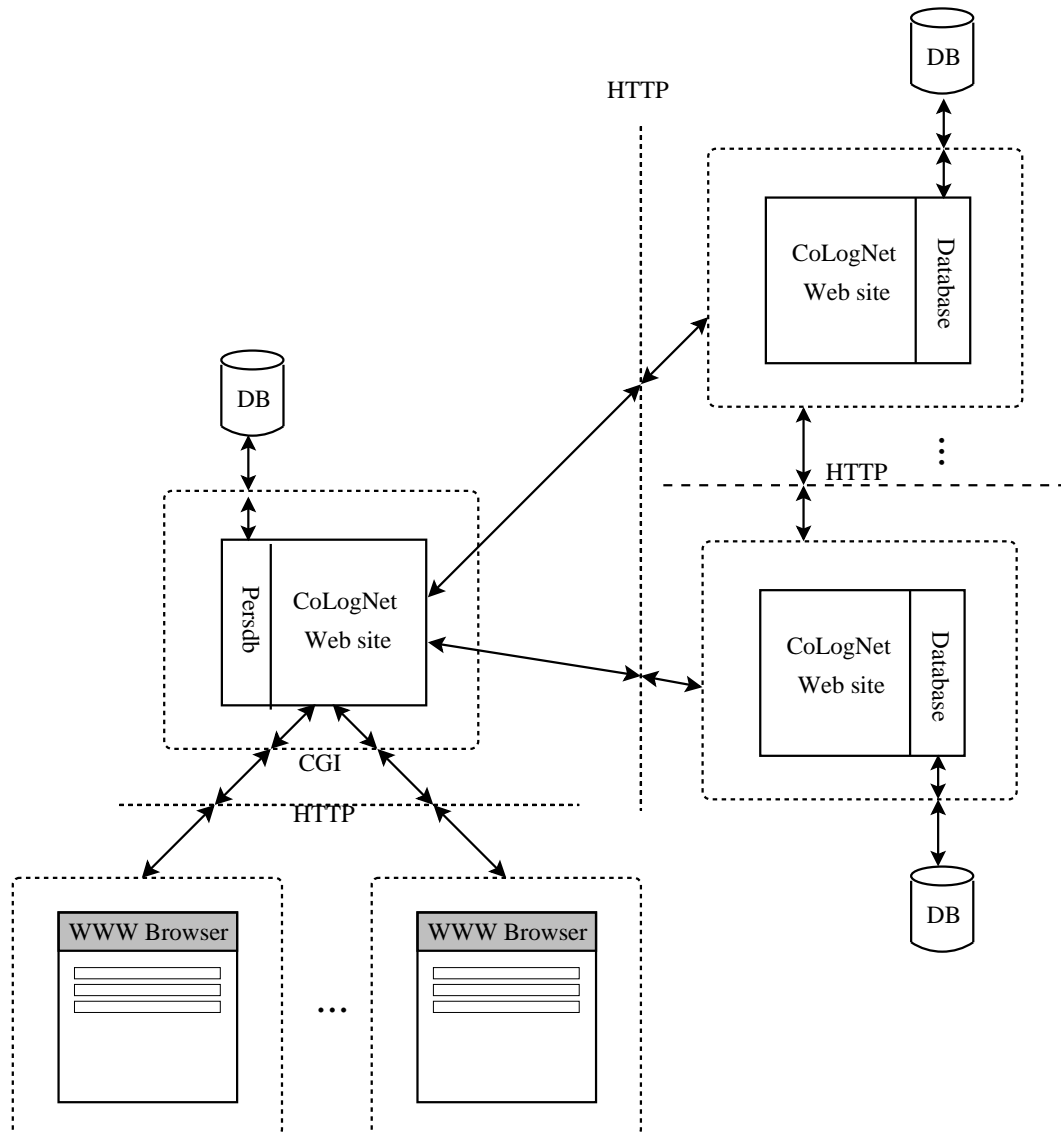 DB
HTTP
CoLogNet
Web site
Database
DB
...
HTTP
Persdb
CoLogNet
Web site
CoLogNet
Web site
Database
CGI
HTTP
DB
WWW Browser
WWW Browser
...